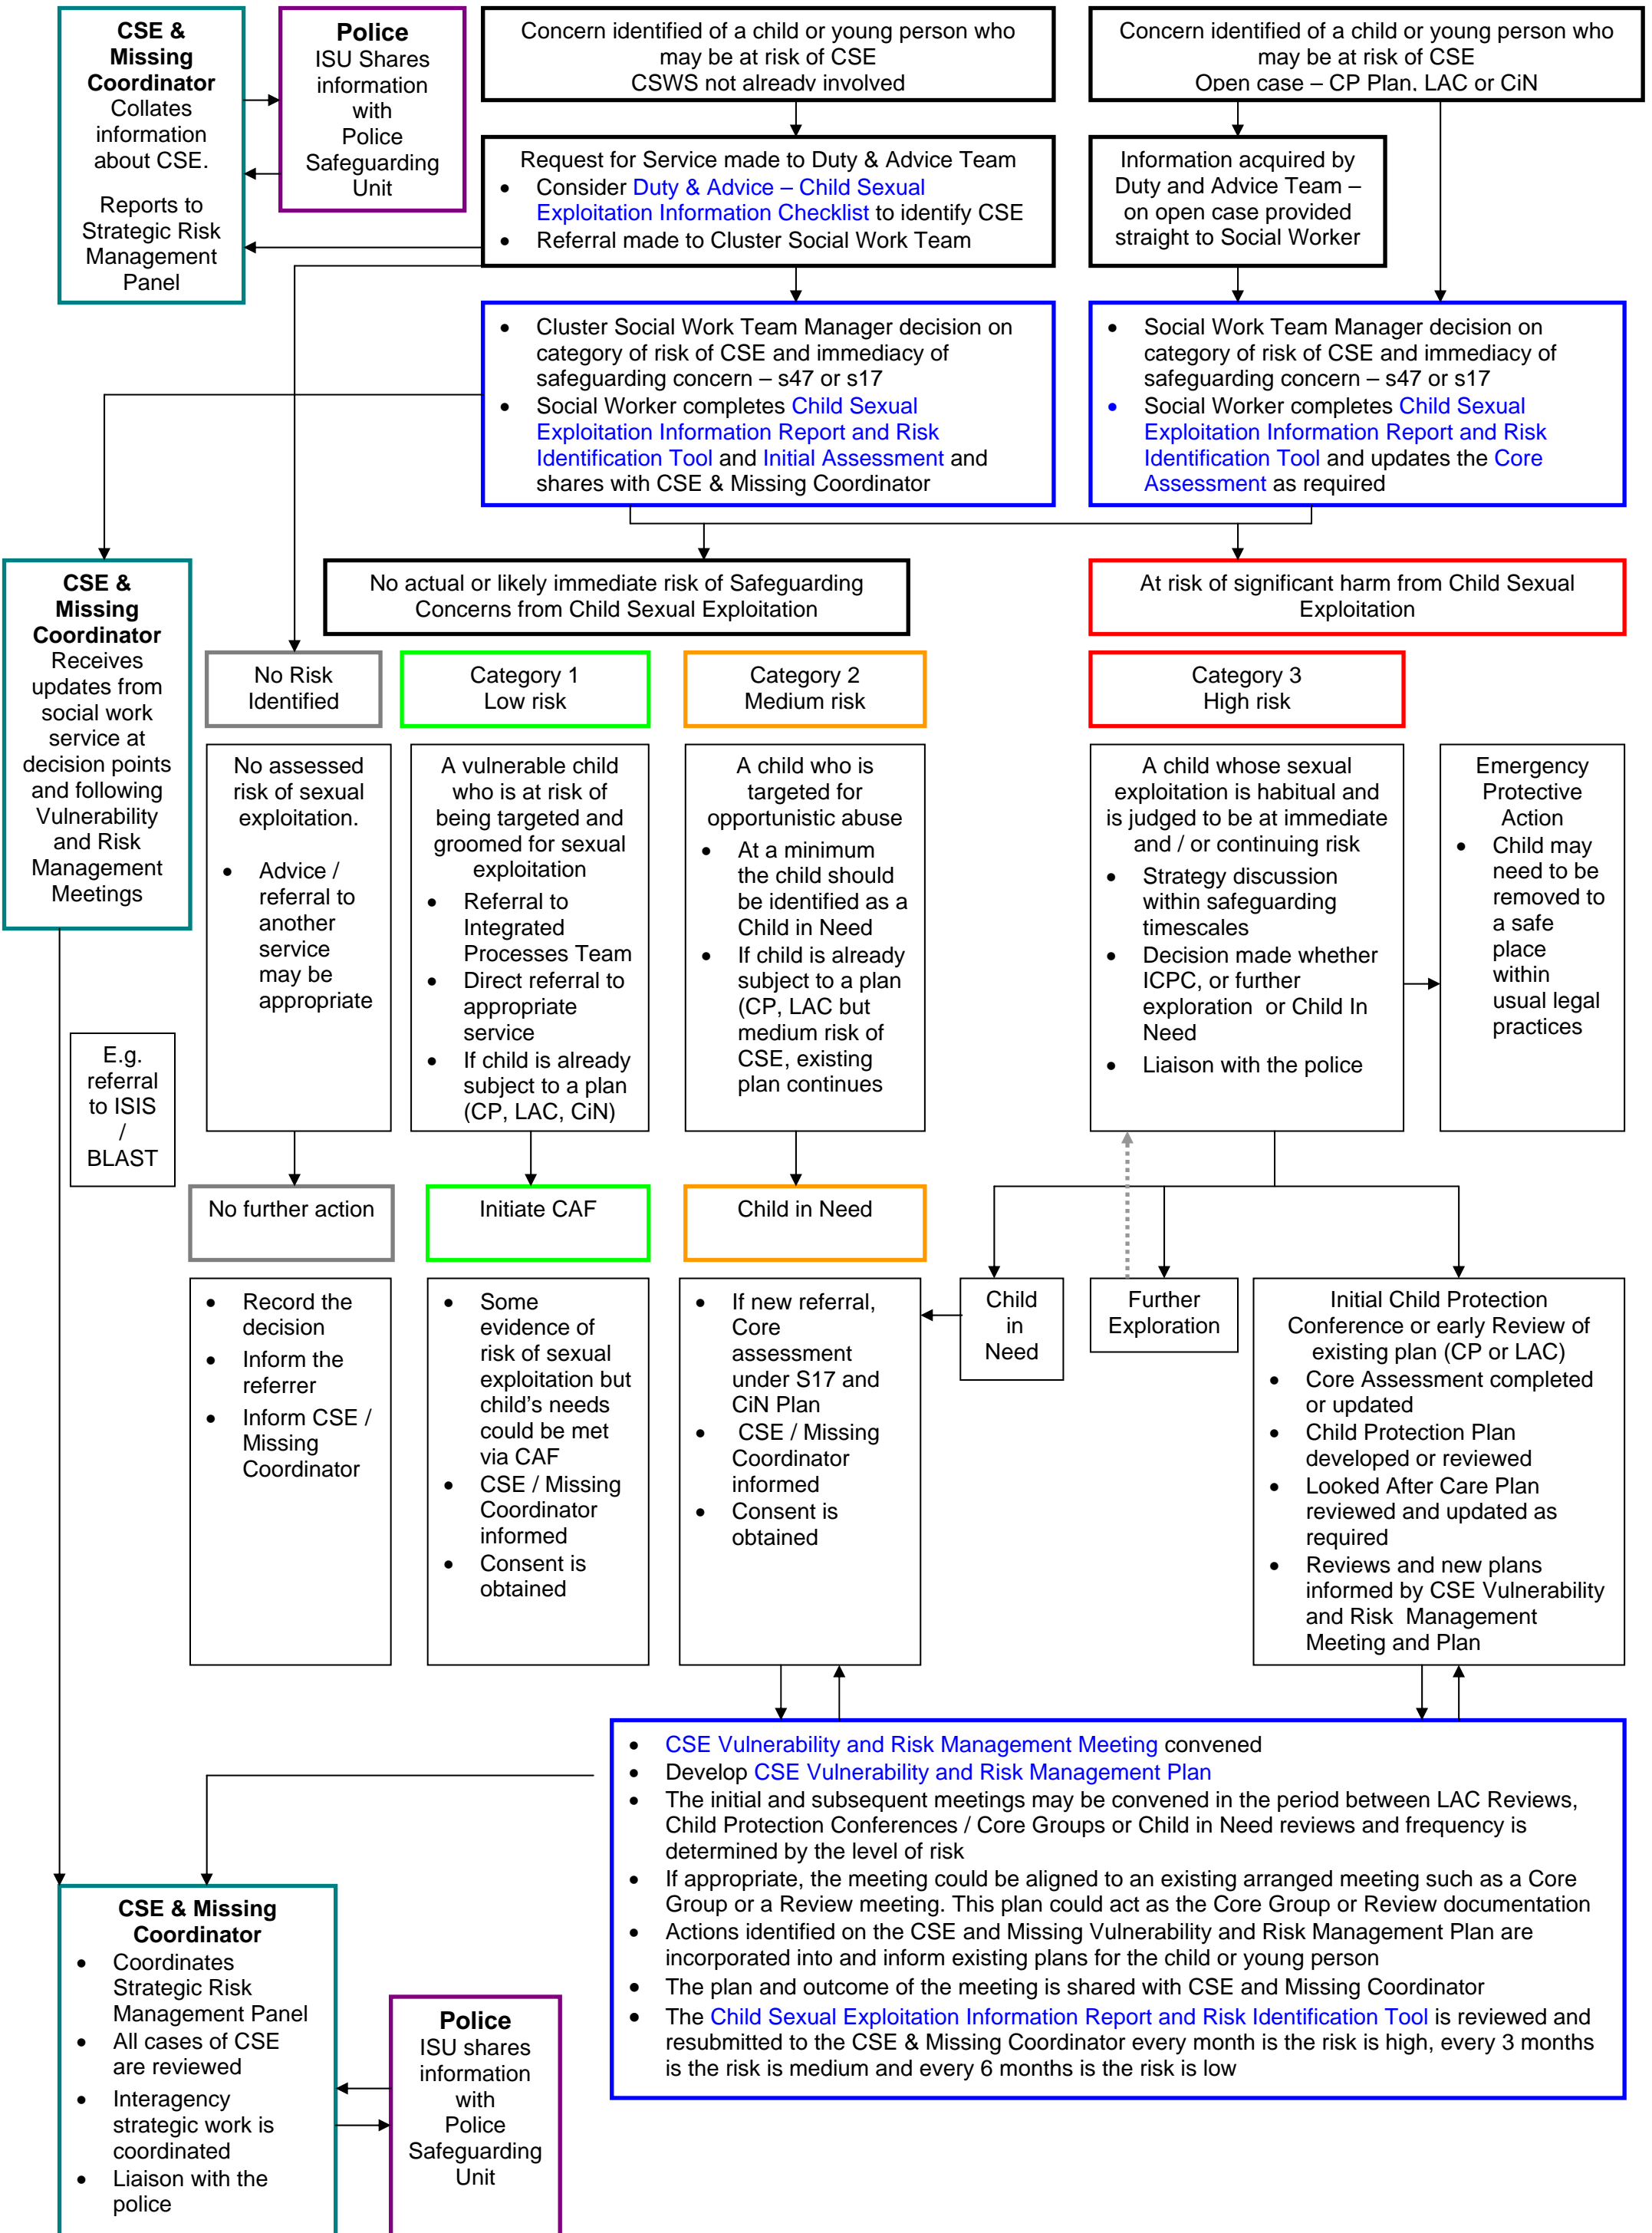 CSE &
Missing
Coordinator
Collates
information
about CSE.
Reports to
Strategic Risk
Management
Panel
Police
ISU Shares
information
with
Police
Safeguarding
Unit
Concern identified of a child or young person who
may be at risk of CSE
CSWS not already involved
Concern identified of a child or young person who
may be at risk of CSE
Open case – CP Plan, LAC or CiN
Request for Service made to Duty & Advice Team
• Consider Duty & Advice – Child Sexual
Exploitation Information Checklist to identify CSE
• Referral made to Cluster Social Work Team
Information acquired by
Duty and Advice Team –
on open case provided
straight to Social Worker
• Cluster Social Work Team Manager decision on
category of risk of CSE and immediacy of
safeguarding concern – s47 or s17
• Social Worker completes Child Sexual
Exploitation Information Report and Risk
Identification Tool and Initial Assessment and
shares with CSE & Missing Coordinator
• Social Work Team Manager decision on
category of risk of CSE and immediacy of
safeguarding concern – s47 or s17
• Social Worker completes Child Sexual
Exploitation Information Report and Risk
Identification Tool and updates the Core
Assessment as required
CSE &
Missing
Coordinator
Receives
updates from
social work
service at
decision points
and following
Vulnerability
and Risk
Management
Meetings
No actual or likely immediate risk of Safeguarding
Concerns from Child Sexual Exploitation
At risk of significant harm from Child Sexual
Exploitation
No Risk
Identified
Category 1
Low risk
Category 2
Medium risk
Category 3
High risk
No assessed
risk of sexual
exploitation.
• Advice /
referral to
another
service
may be
appropriate
A vulnerable child
who is at risk of
being targeted and
groomed for sexual
exploitation
• Referral to
Integrated
Processes Team
• Direct referral to
appropriate
service
• If child is already
subject to a plan
(CP, LAC, CiN)
A child who is
targeted for
opportunistic abuse
• At a minimum
the child should
be identified as a
Child in Need
• If child is already
subject to a plan
(CP, LAC but
medium risk of
CSE, existing
plan continues
A child whose sexual
exploitation is habitual and
is judged to be at immediate
and / or continuing risk
• Strategy discussion
within safeguarding
timescales
• Decision made whether
ICPC, or further
exploration or Child In
Need
• Liaison with the police
Emergency
Protective
Action
• Child may
need to be
removed to
a safe
place
within
usual legal
practices
E.g.
referral
to ISIS
/
BLAST
No further action
Initiate CAF
Child in Need
• Record the
decision
• Inform the
referrer
• Inform CSE /
Missing
Coordinator
• Some
evidence of
risk of sexual
exploitation but
child's needs
could be met
via CAF
• CSE / Missing
Coordinator
informed
• Consent is
obtained
• If new referral,
Core
assessment
under S17 and
CiN Plan
• CSE / Missing
Coordinator
informed
• Consent is
obtained
Child
in
Need
Further
Exploration
Initial Child Protection
Conference or early Review of
existing plan (CP or LAC)
• Core Assessment completed
or updated
• Child Protection Plan
developed or reviewed
• Looked After Care Plan
reviewed and updated as
required
• Reviews and new plans
informed by CSE Vulnerability
and Risk Management
Meeting and Plan
• CSE Vulnerability and Risk Management Meeting convened
• Develop CSE Vulnerability and Risk Management Plan
• The initial and subsequent meetings may be convened in the period between LAC Reviews,
Child Protection Conferences / Core Groups or Child in Need reviews and frequency is
determined by the level of risk
• If appropriate, the meeting could be aligned to an existing arranged meeting such as a Core
Group or a Review meeting. This plan could act as the Core Group or Review documentation
• Actions identified on the CSE and Missing Vulnerability and Risk Management Plan are
incorporated into and inform existing plans for the child or young person
• The plan and outcome of the meeting is shared with CSE and Missing Coordinator
• The Child Sexual Exploitation Information Report and Risk Identification Tool is reviewed and
resubmitted to the CSE & Missing Coordinator every month is the risk is high, every 3 months
is the risk is medium and every 6 months is the risk is low
CSE & Missing
Coordinator
• Coordinates
Strategic Risk
Management Panel
• All cases of CSE
are reviewed
• Interagency
strategic work is
coordinated
• Liaison with the
police
Police
ISU shares
information
with
Police
Safeguarding
Unit